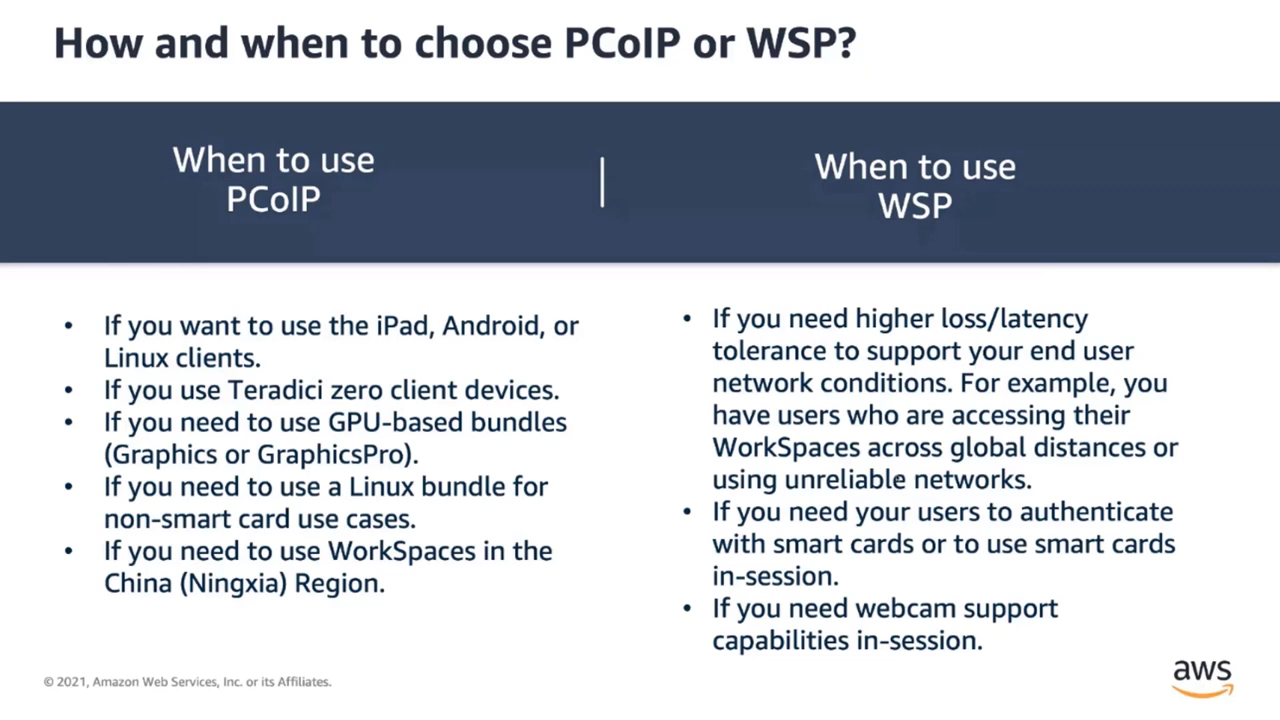 How and when to choose PCoIP or WSP?
When to use
PCoIP
When to use
WSP
• If you want to use the iPad, Android, or
Linux clients.
• If you use Teradici zero client devices.
• If you need to use GPU-based bundles
(Graphics or GraphicsPro).
• If you need to use a Linux bundle for
non-smart card use cases.
• If you need to use WorkSpaces in the
China (Ningxia) Region.
• If you need higher loss/latency
tolerance to support your end user
network conditions. For example, you
have users who are accessing their
WorkSpaces across global distances or
using unreliable networks.
• If you need your users to authenticate
with smart cards or to use smart cards
in-session.
• If you need webcam support
capabilities in-session.
© 2021, Amazon Web Services, Inc. or its Affiliates.
aws